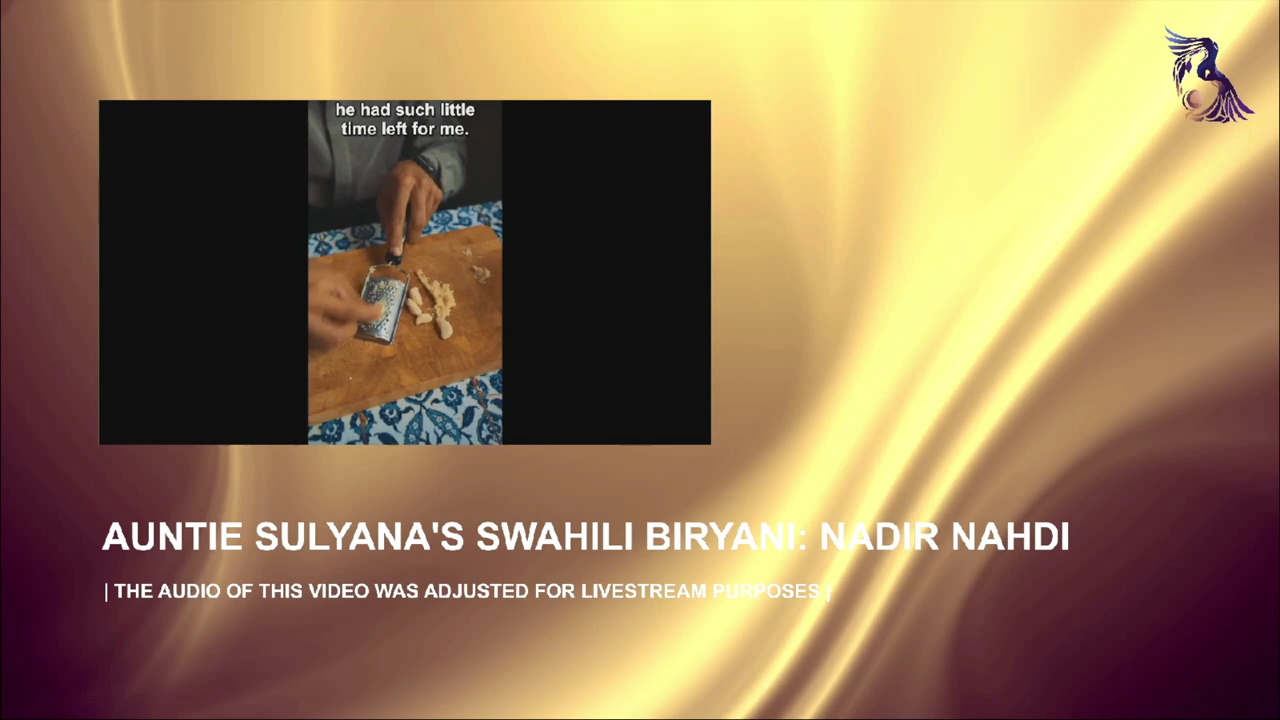 he had such little
time left for me.
AUNTIE SULYANA'S SWAHILI BIRYANI: NADIR NAHDI
| THE AUDIO OF THIS VIDEO WAS ADJUSTED FOR LIVESTREAM PURPOSES |